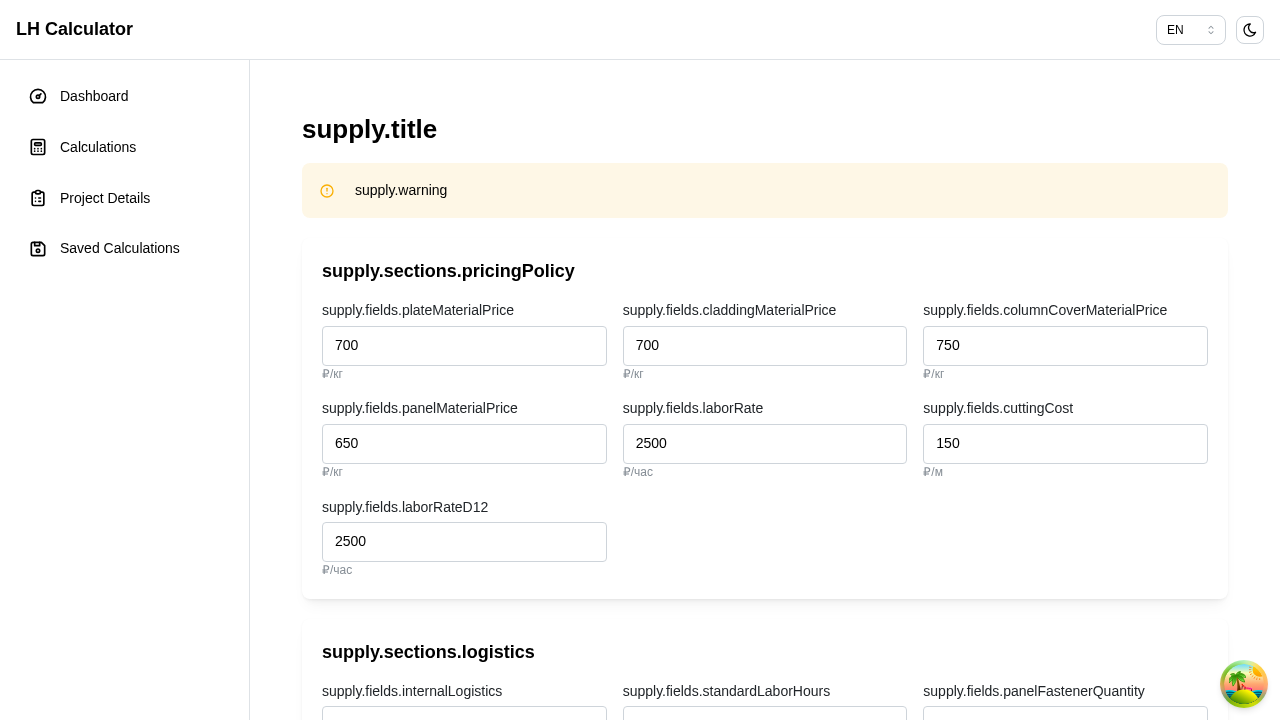 LH Calculator
EN
Dashboard
Calculations
Project Details
Saved Calculations
supply.title
supply.warning
supply.sections.pricingPolicy
supply.fields.plateMaterialPrice
supply.fields.claddingMaterialPrice
supply.fields.columnCoverMaterialPrice
700
700
750
₽/кг
₽/кг
₽/кг
supply.fields.panelMaterialPrice
supply.fields.laborRate
supply.fields.cuttingCost
650
2500
150
₽/кг
₽/час
₽/м
supply.fields.laborRateD12
2500
₽/час
supply.sections.logistics
supply.fields.internalLogistics
supply.fields.standardLaborHours
supply.fields.panelFastenerQuantity